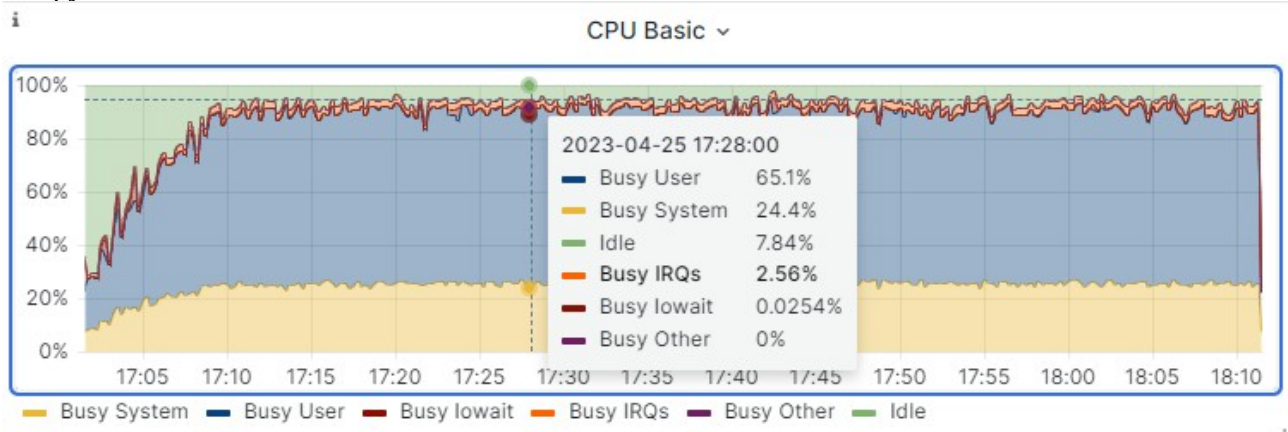 i
CPU Basic
100%
80%
60%
40%
20%
0%
2023-04-25 17:28:00
Busy User 65.1%
Busy System 24.4%
Idle 7.84%
Busy IRQs 2.56%
Busy Iowait 0.0254%
Busy Other 0%
17:05 17:10 17:15 17:20 17:25 17:30 17:35 17:40 17:45 17:50 17:55 18:00 18:05 18:10
Busy System Busy User Busy Iowait Busy IRQs Busy Other Idle